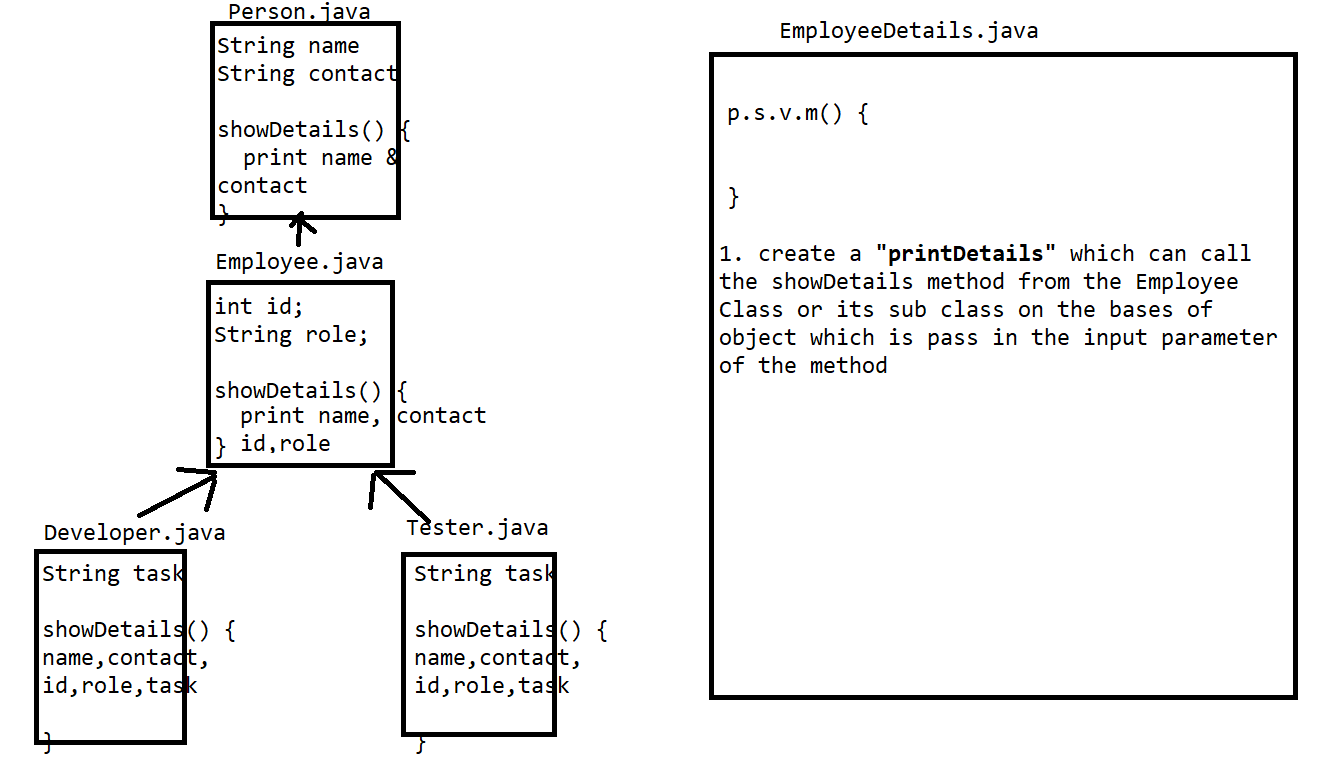 Person.java
String name
String contact
showDetails() {
print name &
contact
}
Employee.java
int id;
String role;
showDetails() {
print name, contact
} id,role
Developer.java
String task
showDetails() {
name,contact,
id,role,task
}
Tester.java
String task
showDetails() {
name,contact,
id,role,task
}
EmployeeDetails.java
p.s.v.m() {
}
1. create a "printDetails" which can call
the showDetails method from the Employee
Class or its sub class on the bases of
object which is pass in the input parameter
of the method